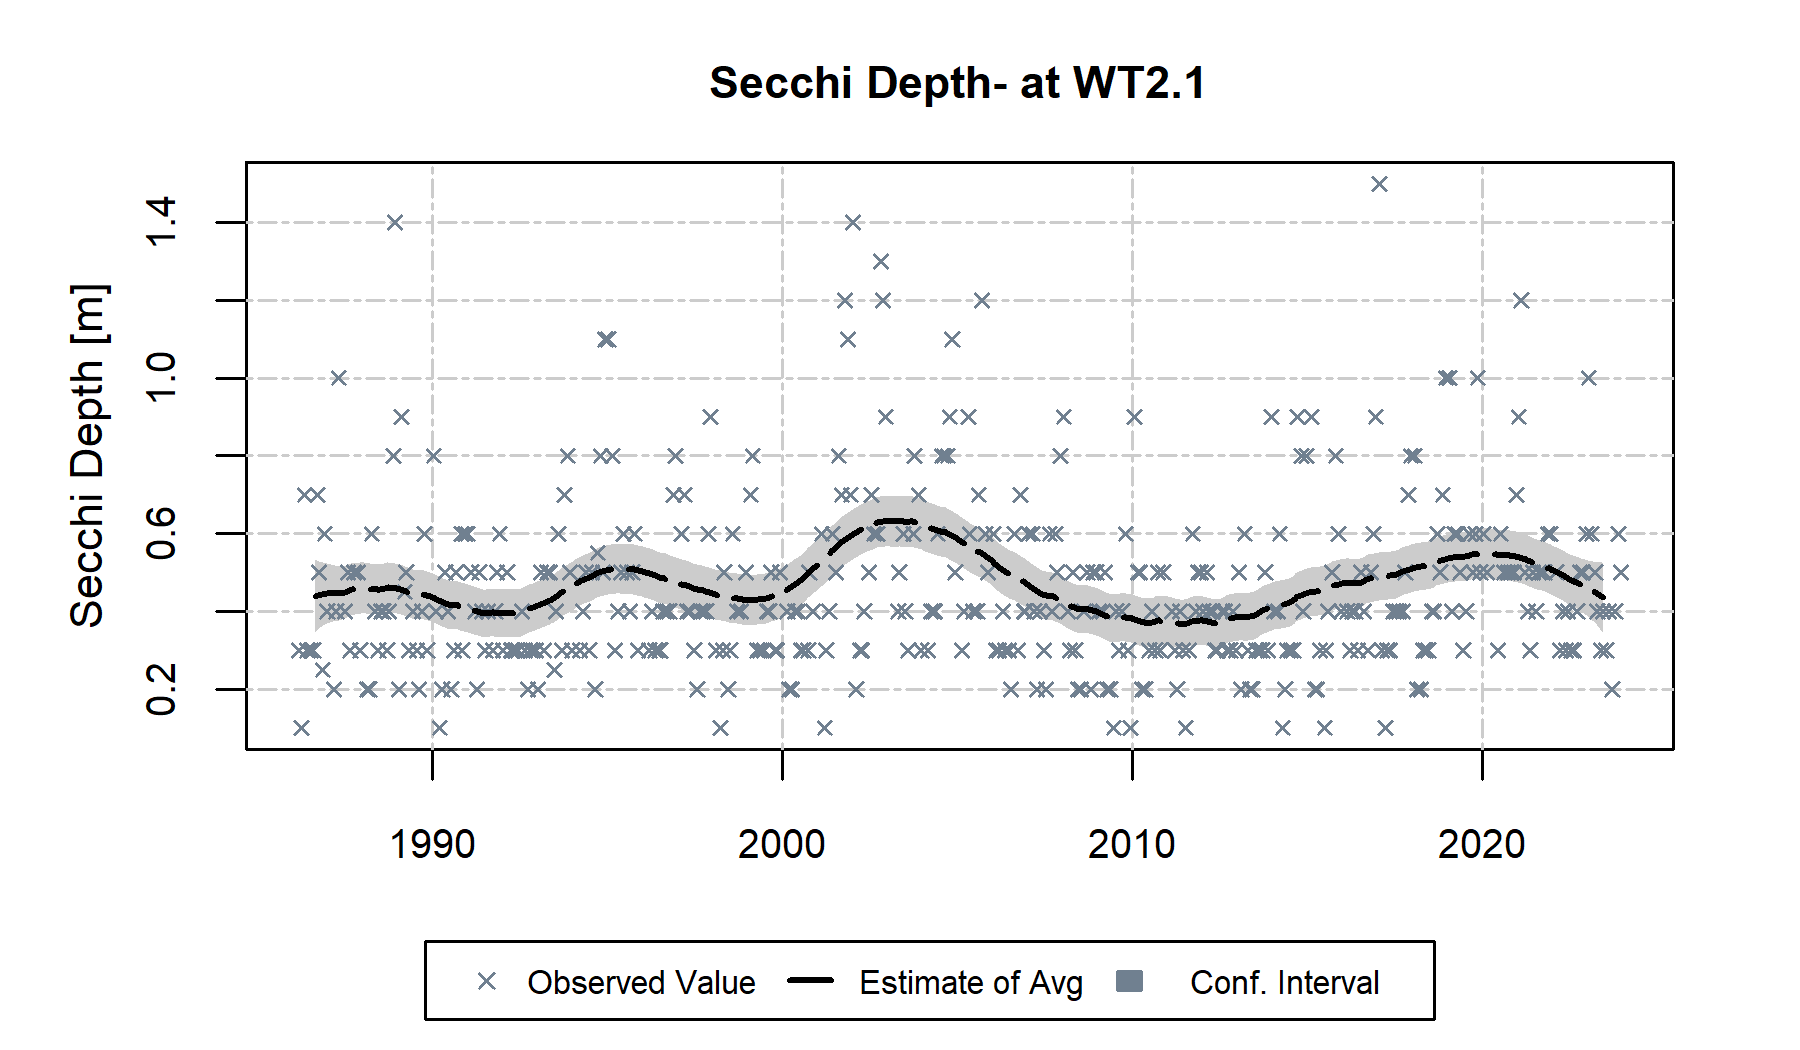 Secchi Depth- at WT2.1
Secchi Depth [m]
1.4
1.0
0.6
0.2
1990 2000 2010 2020
Observed Value Estimate of Avg Conf. Interval